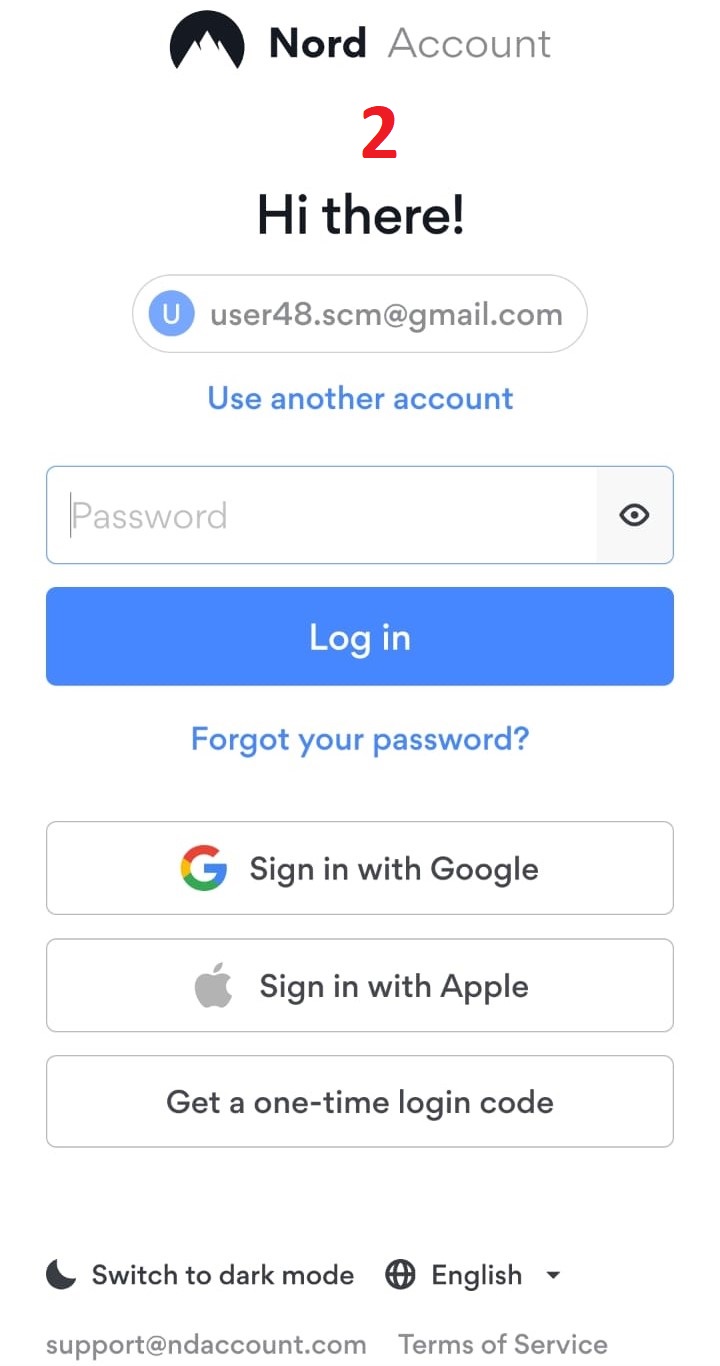 Nord Account
2
Hi there!
U user48.scm@gmail.com
Use another account
Password
Log in
Forgot your password?
Sign in with Google
Sign in with Apple
Get a one-time login code
Switch to dark mode English
support@ndaccount.com Terms of Service